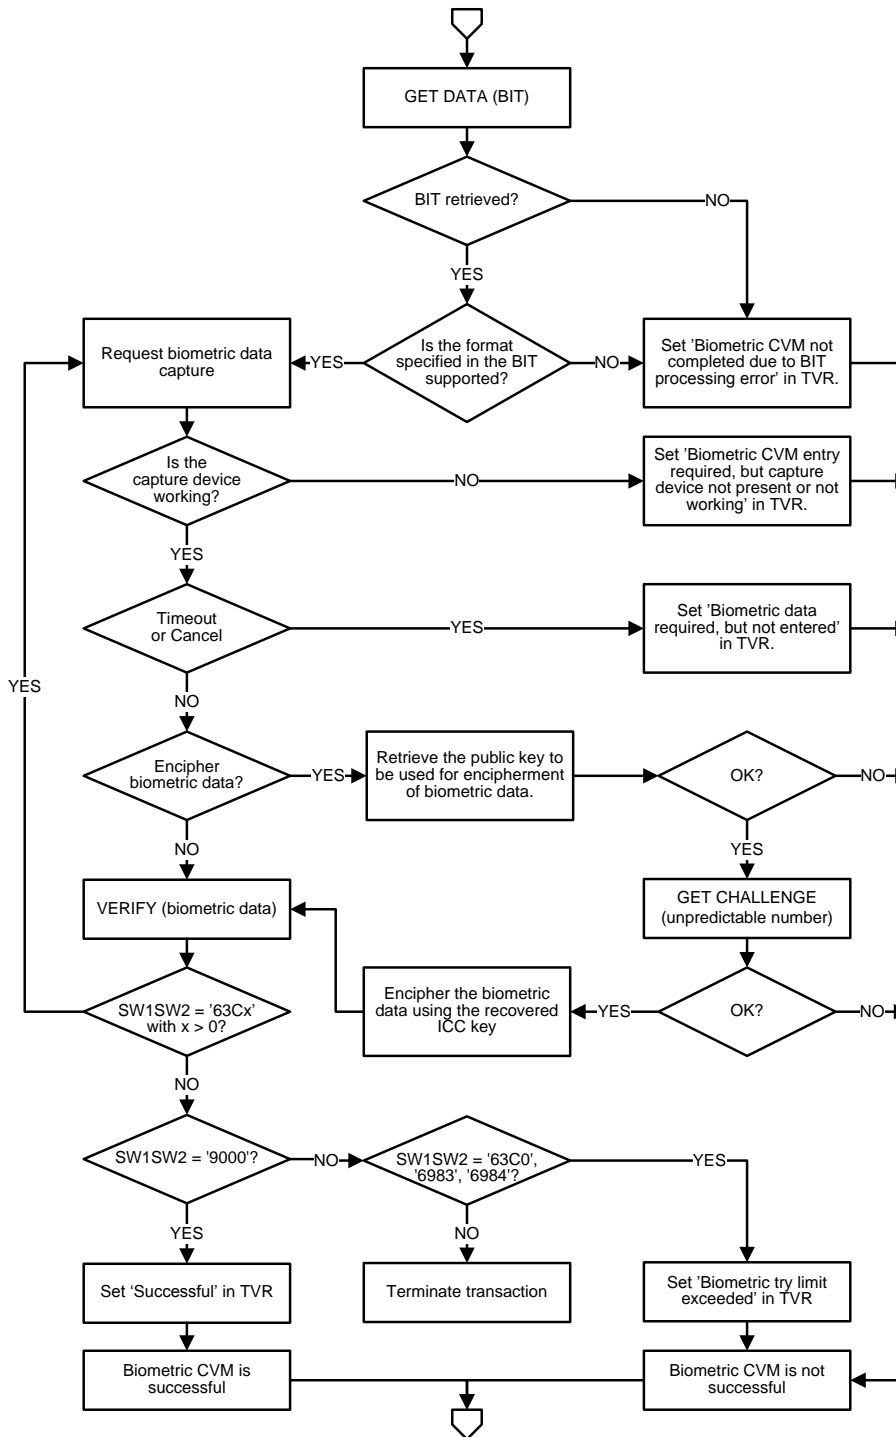 GET DATA (BIT)
BIT retrieved?
NO
YES
Request biometric data
capture
YES
Is the format
specified in the BIT
supported?
NO
Set 'Biometric CVM not
completed due to BIT
processing error’ in TVR.
Is the
capture device
working?
NO
Set ‘Biometric CVM entry
required, but capture
device not present or not
working’ in TVR.
YES
Timeout
or Cancel
YES
Set 'Biometric data
required, but not entered’
in TVR.
YES
NO
Encipher
biometric data?
YES
Retrieve the public key to
be used for encipherment
of biometric data.
OK?
NO
YES
NO
VERIFY (biometric data)
GET CHALLENGE
(unpredictable number)
SW1SW2 = '63Cx’
with x > 0?
Encipher the biometric
data using the recovered
ICC key
YES
OK?
NO
NO
SW1SW2 = '9000’?
NO
SW1SW2 = '63C0’,
'6983’, '6984’?
YES
YES
NO
Set ‘Successful’ in TVR
Terminate transaction
Set 'Biometric try limit
exceeded’ in TVR
Biometric CVM is
successful
Biometric CVM is not
successful